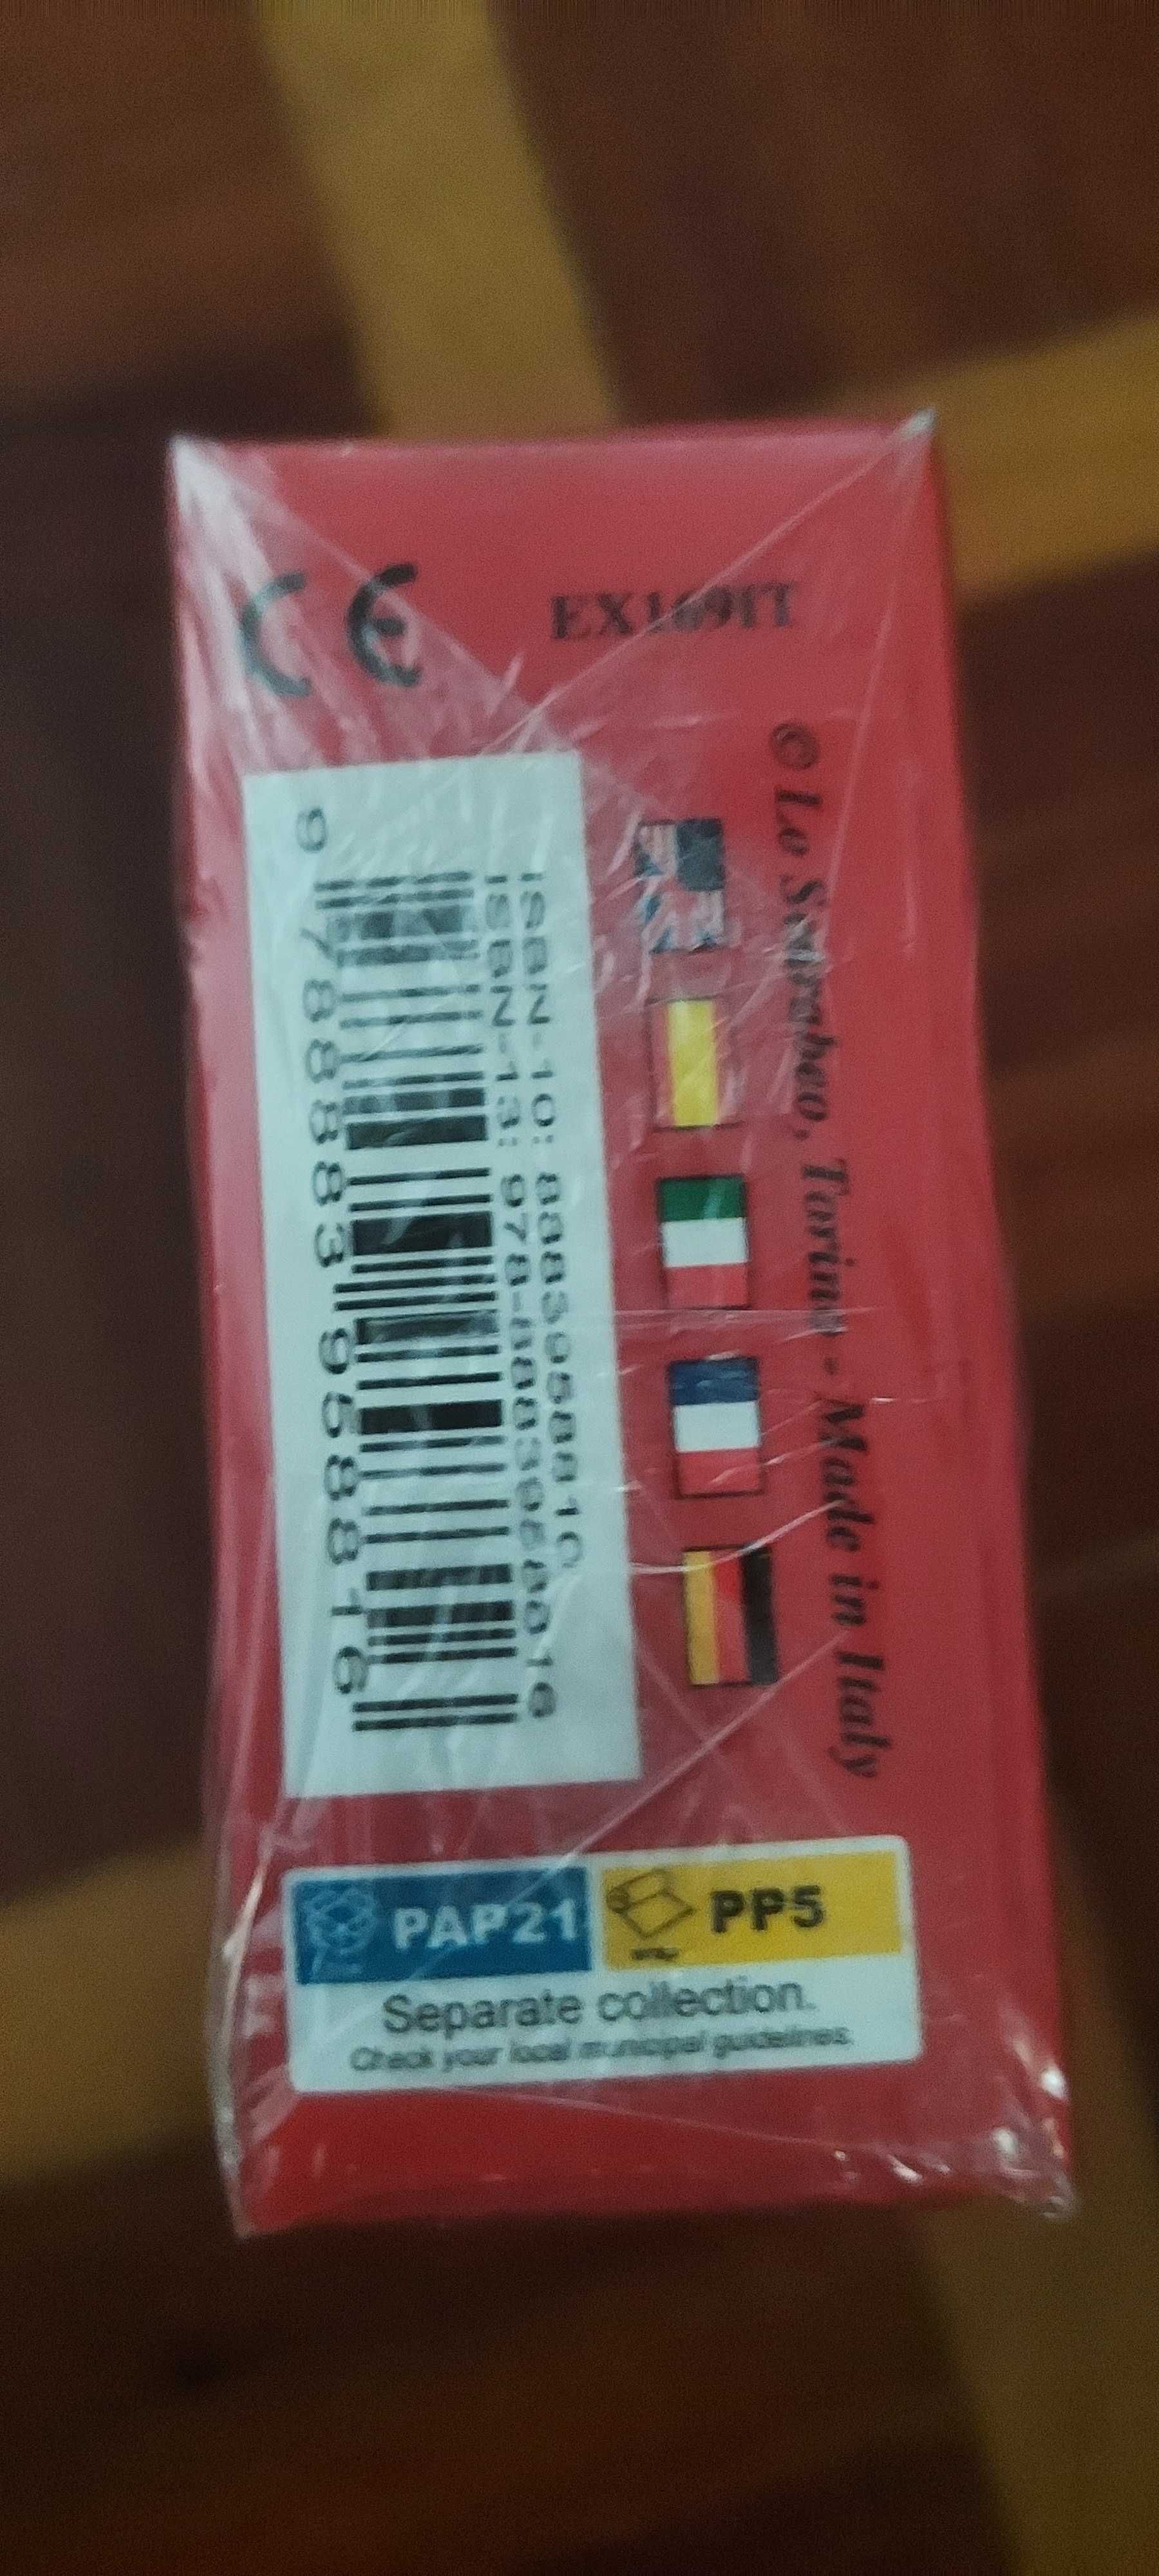 CE
EX169IT
© Lo Scarabeo, Torino - Made in Italy
ISBN-10: 8883958810
ISBN-13: 978-8883958816
9 788883 958816
PAP21
PP5
Separate collection.
Check your local municipal guidelines.